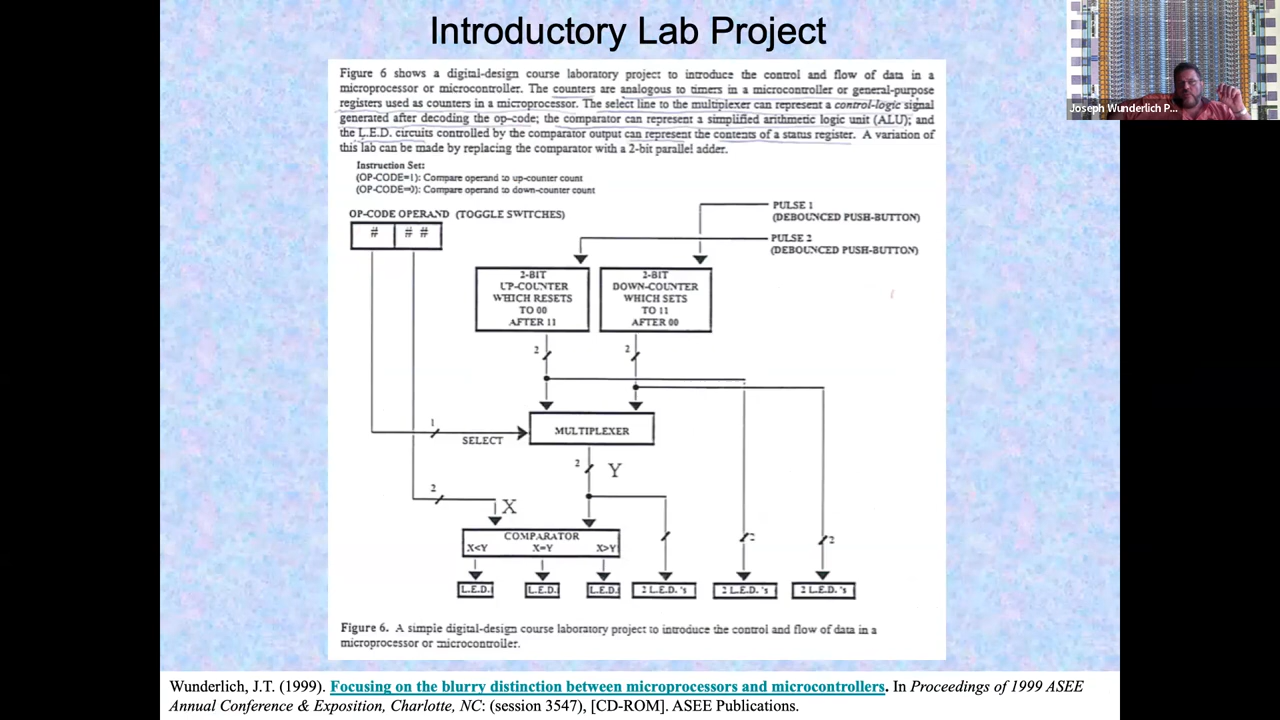 Introductory Lab Project
Joseph Wunderlich P...
Figure 6 shows a digital-design course laboratory project to introduce the control and flow of data in a
microprocessor or microcontroller. The counters are analogous to timers in a microcontroller or general-purpose
registers used as counters in a microprocessor. The select line to the multiplexer can represent a control-logic signal
generated after decoding the op-code; the comparator can represent a simplified arithmetic logic unit (ALU); and
the L.E.D. circuits controlled by the comparator output can represent the contents of a status register. A variation of
this lab can be made by replacing the comparator with a 2-bit parallel adder.
Instruction Set:
(OP-CODE=1): Compare operand to up-counter count
(OP-CODE=0): Compare operand to down-counter count
OP-CODE OPERAND (TOGGLE SWITCHES)
# # #
PULSE 1
(DEBOUNCED PUSH-BUTTON)
PULSE 2
(DEBOUNCED PUSH-BUTTON)
2-BIT
UP-COUNTER
WHICH RESETS
TO 00
AFTER 11
2-BIT
DOWN-COUNTER
WHICH SETS
TO 11
AFTER 00
2 2
1
SELECT
MULTIPLEXER
2 Y
2
X
COMPARATOR
X<Y X=Y X>Y
2 2
L.E.D. L.E.D. L.E.D. 2 L.E.D.'s 2 L.E.D.'s 2 L.E.D.'s
Figure 6. A simple digital-design course laboratory project to introduce the control and flow of data in a
microprocessor or microcontroller.
Wunderlich, J.T. (1999). Focusing on the blurry distinction between microprocessors and microcontrollers. In Proceedings of 1999 ASEE
Annual Conference & Exposition, Charlotte, NC: (session 3547), [CD-ROM]. ASEE Publications.